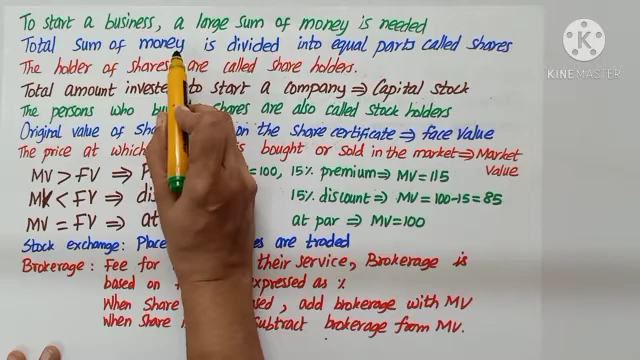 To start a business, a large sum of money is needed
Total sum of money is divided into equal parts called shares
The holder of shares are called share holders.
Total amount invested to start a company ⇒ Capital stock
The persons who shares are also called stock holders
Original value of on the share certificate ⇒ face value
The price at which is bought or sold in the market ⇒ Market value
MV > FV ⇒ =100, 15% premium ⇒ MV = 115
MV < FV ⇒ 15% discount ⇒ MV = 100-15 = 85
MV = FV ⇒ at at par ⇒ MV = 100
Stock exchange: are traded
Brokerage: Fee for their service, Brokerage is
based on expressed as %
When share , add brokerage with MV
When share subtract brokerage from MV.
KINEMASTER